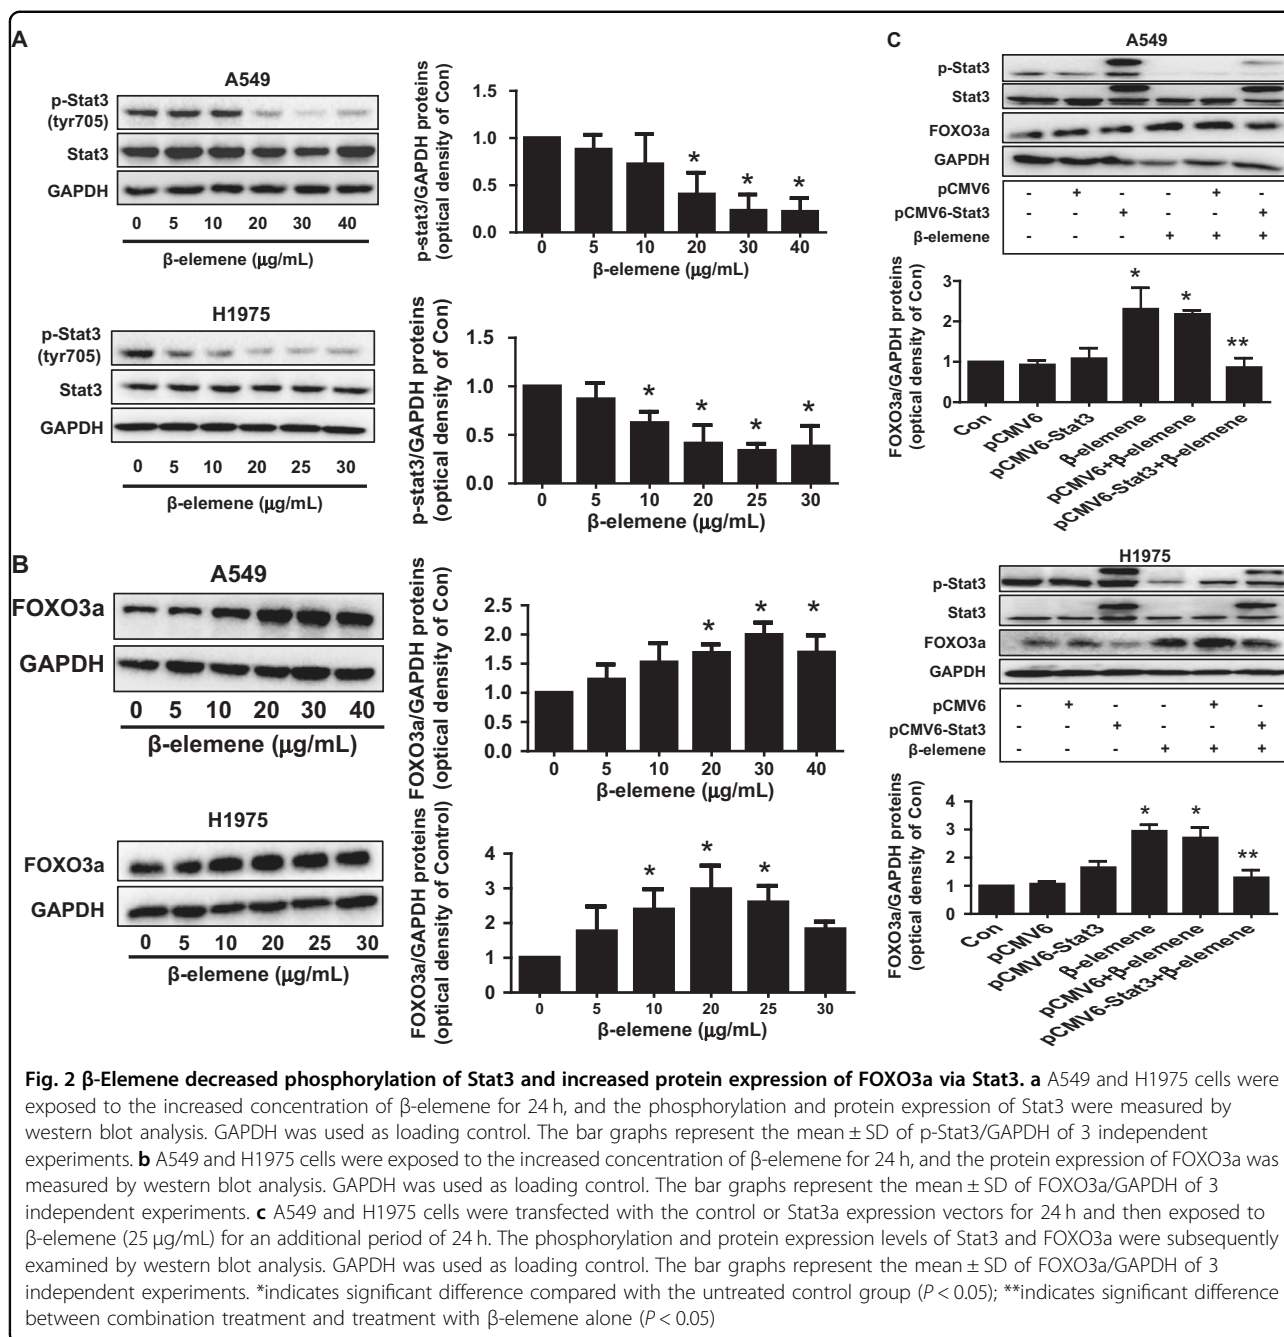 A
A549
p-Stat3
(tyr705)
Stat3
GAPDH
0 5 10 20 30 40
β-elemene (μg/mL)
p-stat3/GAPDH proteins
(optical density of Con)
1.5
1.0
0.5
0.0
* * *
0 5 10 20 30 40
β-elemene (μg/mL)
H1975
p-Stat3
(tyr705)
Stat3
GAPDH
0 5 10 20 25 30
β-elemene (μg/mL)
p-stat3/GAPDH proteins
(optical density of Con)
1.5
1.0
0.5
0.0
* * * *
0 5 10 20 25 30
β-elemene (μg/mL)
B
A549
FOXO3a
GAPDH
0 5 10 20 30 40
β-elemene (μg/mL)
FOXO3a/GAPDH proteins
(optical density of Con)
2.5
2.0
1.5
1.0
0.5
0.0
* * *
0 5 10 20 30 40
β-elemene (μg/mL)
H1975
FOXO3a
GAPDH
0 5 10 20 25 30
β-elemene (μg/mL)
FOXO3a/GAPDH proteins
(optical density of Control)
4
3
2
1
0
* * *
0 5 10 20 25 30
β-elemene (μg/mL)
C
A549
p-Stat3
Stat3
FOXO3a
GAPDH
pCMV6 - + - - + -
pCMV6-Stat3 - - + - - +
β-elemene - - - + + +
FOXO3a/GAPDH proteins
(optical density of Con)
3
2
1
0
* * **
Con
pCMV6
pCMV6-Stat3
β-elemene
pCMV6+β-elemene
pCMV6-Stat3+β-elemene
H1975
p-Stat3
Stat3
FOXO3a
GAPDH
pCMV6 - + - - + -
pCMV6-Stat3 - - + - - +
β-elemene - - - + + +
FOXO3a/GAPDH proteins
(optical density of Con)
4
3
2
1
0
* * **
Con
pCMV6
pCMV6-Stat3
β-elemene
pCMV6+β-elemene
pCMV6-Stat3+β-elemene
Fig. 2 β-Elemene decreased phosphorylation of Stat3 and increased protein expression of FOXO3a via Stat3. a A549 and H1975 cells were
exposed to the increased concentration of β-elemene for 24 h, and the phosphorylation and protein expression of Stat3 were measured by
western blot analysis. GAPDH was used as loading control. The bar graphs represent the mean ± SD of p-Stat3/GAPDH of 3 independent
experiments. b A549 and H1975 cells were exposed to the increased concentration of β-elemene for 24 h, and the protein expression of FOXO3a was
measured by western blot analysis. GAPDH was used as loading control. The bar graphs represent the mean ± SD of FOXO3a/GAPDH of 3
independent experiments. c A549 and H1975 cells were transfected with the control or Stat3a expression vectors for 24 h and then exposed to
β-elemene (25 μg/mL) for an additional period of 24 h. The phosphorylation and protein expression levels of Stat3 and FOXO3a were subsequently
examined by western blot analysis. GAPDH was used as loading control. The bar graphs represent the mean ± SD of FOXO3a/GAPDH of 3
independent experiments. *indicates significant difference compared with the untreated control group (P < 0.05); **indicates significant difference
between combination treatment and treatment with β-elemene alone (P < 0.05)